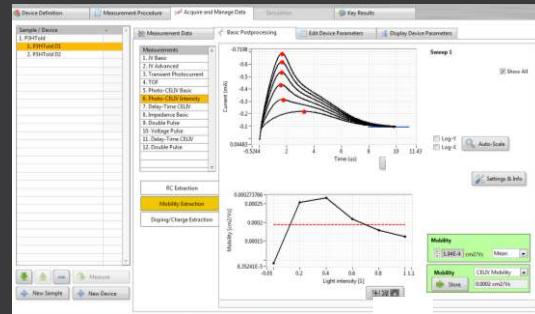 Device Definition
Measurement Procedure
Acquire and Manage Data
Simulation
Key Results
Sample / Device
1. P3HTold
1. P3HTold D1
2. P3HTold D2
Measurement Data
Basic Postprocessing
Edit Device Parameters
Display Device Parameters
Measurements
1. JV Basic
2. JV Advanced
3. Transient Photocurrent
4. TOF
5. Photo-CELIV Basic
6. Photo-CELIV Intensity
7. Delay-Time CELIV
8. Impedance Basic
9. Double Pulse
10. Voltage Pulse
11. Delay-Time CELIV
12. Double Pulse
RC Extraction
Mobility Extraction
Doping/Charge Extraction
Current (mA)
-0.7198
-0.6
-0.5
-0.4
-0.3
-0.2
-0.1
0.04483
-0.5244
2
4
6
8
10
11.43
Time (us)
Sweep 1
Show All
Log-Y
Log-X
Auto-Scale
Settings & Info
Mobility [cm2/Vs]
0.00025
0.0002
0.00015
-0.05
0.2
0.4
0.6
0.8
1
1.1
Light intensity [1]
Mobility
cm2/Vs
Mean
Mobility
CELIV Mobility
Store
0.0002 cm2/Vs
Measure
New Sample
New Device